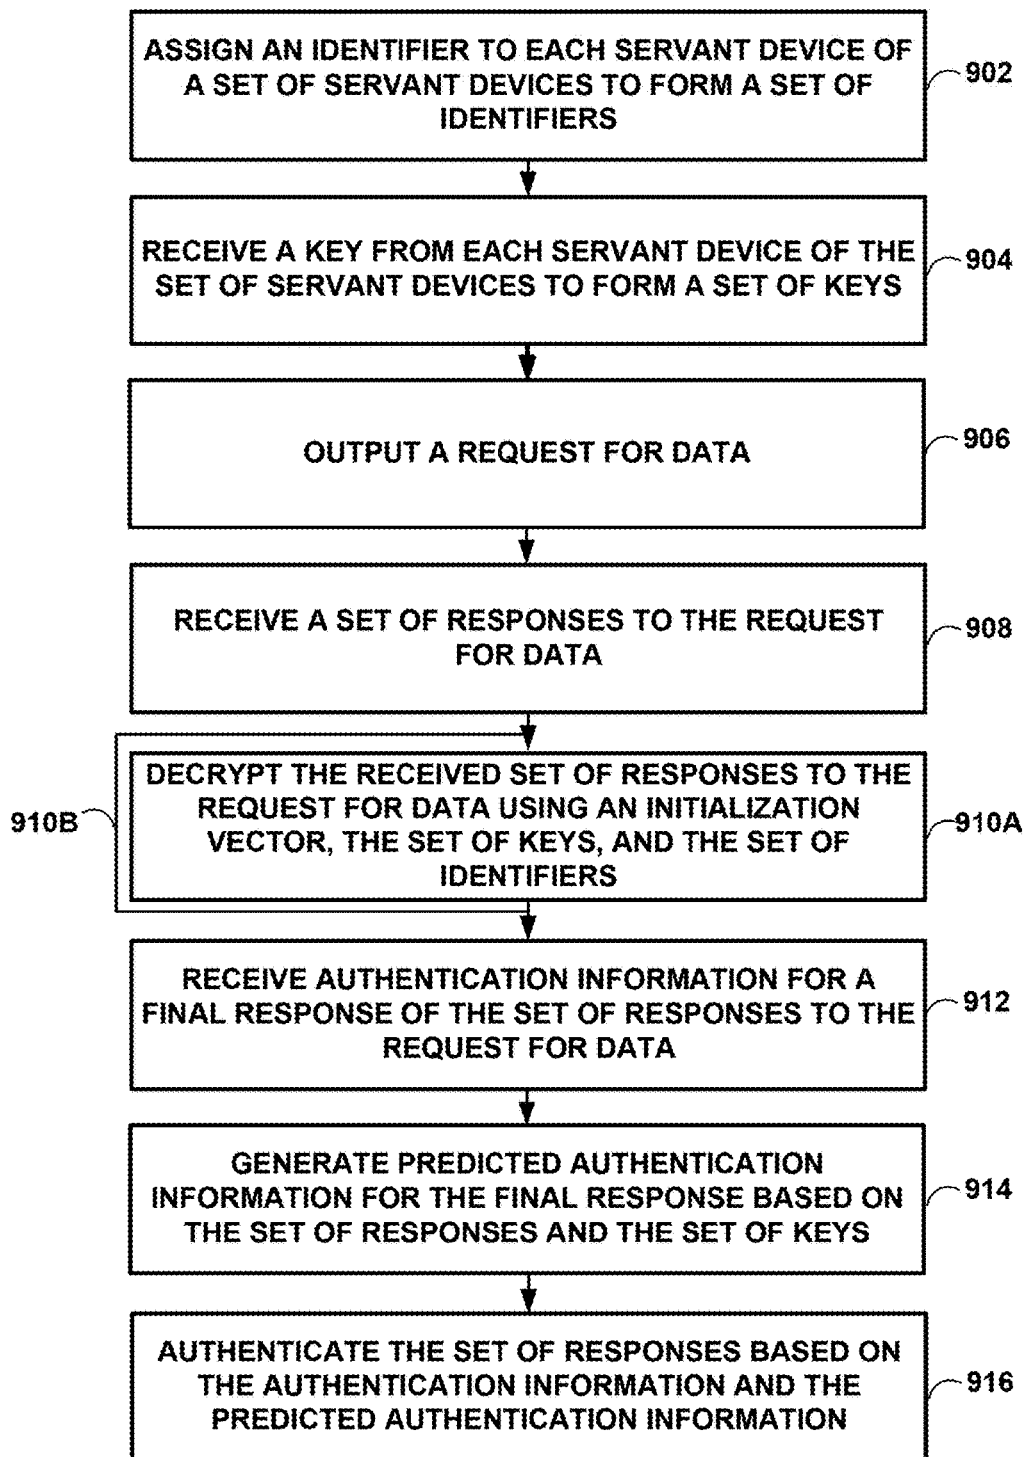 ASSIGN AN IDENTIFIER TO EACH SERVANT DEVICE OF
A SET OF SERVANT DEVICES TO FORM A SET OF
IDENTIFIERS
902
RECEIVE A KEY FROM EACH SERVANT DEVICE OF THE
SET OF SERVANT DEVICES TO FORM A SET OF KEYS
904
OUTPUT A REQUEST FOR DATA
906
RECEIVE A SET OF RESPONSES TO THE REQUEST
FOR DATA
908
DECRYPT THE RECEIVED SET OF RESPONSES TO THE
REQUEST FOR DATA USING AN INITIALIZATION
VECTOR, THE SET OF KEYS, AND THE SET OF
IDENTIFIERS
910B
910A
RECEIVE AUTHENTICATION INFORMATION FOR A
FINAL RESPONSE OF THE SET OF RESPONSES TO THE
REQUEST FOR DATA
912
GENERATE PREDICTED AUTHENTICATION
INFORMATION FOR THE FINAL RESPONSE BASED ON
THE SET OF RESPONSES AND THE SET OF KEYS
914
AUTHENTICATE THE SET OF RESPONSES BASED ON
THE AUTHENTICATION INFORMATION AND THE
PREDICTED AUTHENTICATION INFORMATION
916